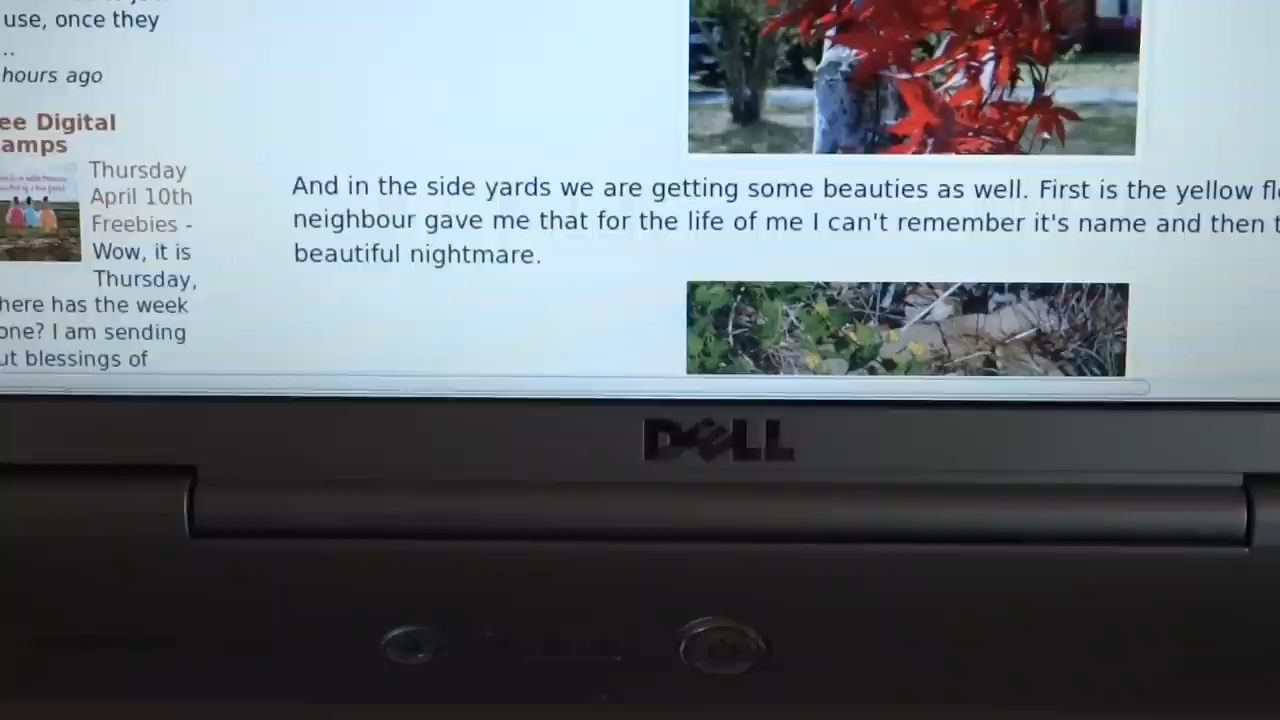 use, once they
..
hours ago
ee Digital
amps
Thursday
April 10th
Freebies -
Wow, it is
Thursday,
here has the week
one? I am sending
ut blessings of
And in the side yards we are getting some beauties as well. First is the yellow fl
neighbour gave me that for the life of me I can't remember it's name and then t
beautiful nightmare.
DELL